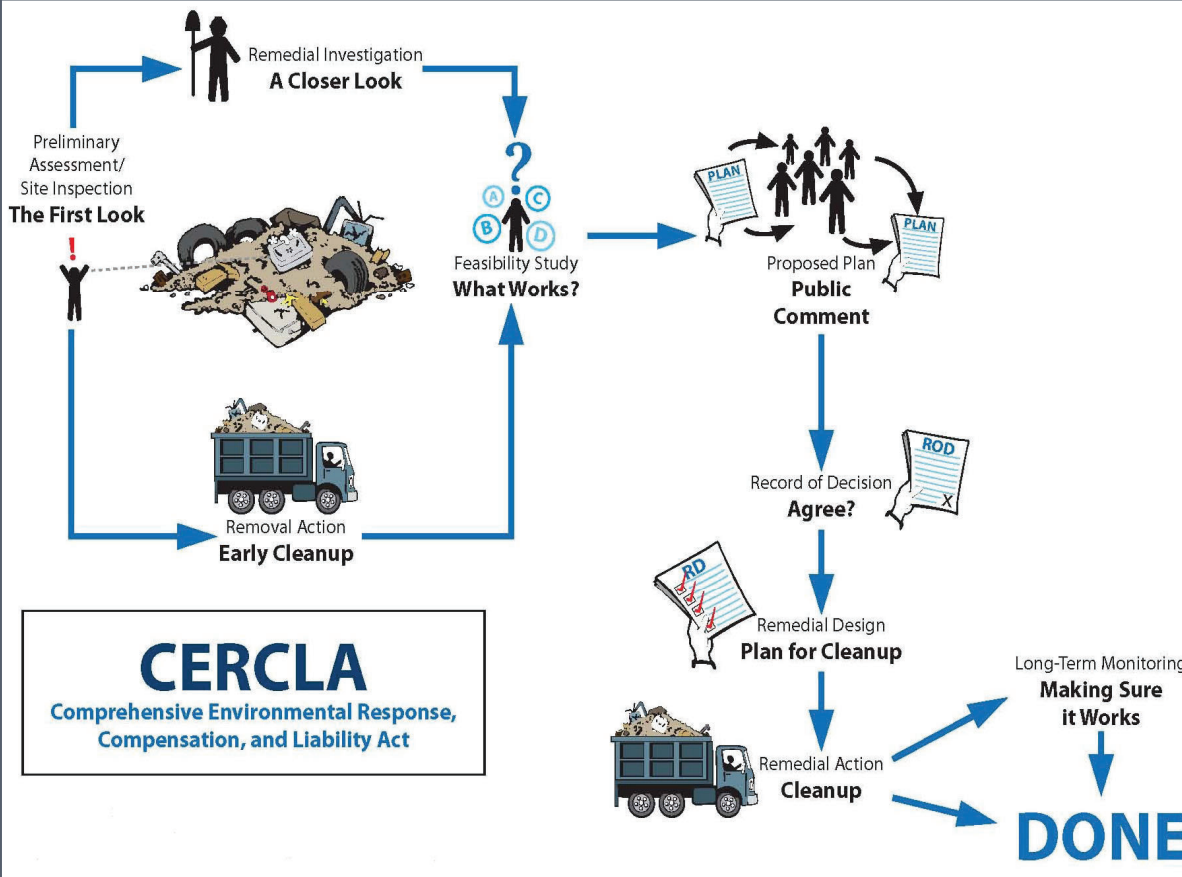 Remedial Investigation
A Closer Look
Preliminary
Assessment/
Site Inspection
The First Look
!
?
A
C
B
D
Feasibility Study
What Works?
PLAN
PLAN
Proposed Plan
Public
Comment
Removal Action
Early Cleanup
Record of Decision
Agree?
ROD
X
RD
Remedial Design
Plan for Cleanup
Remedial Action
Cleanup
Long-Term Monitoring
Making Sure
it Works
DONE
CERCLA
Comprehensive Environmental Response,
Compensation, and Liability Act